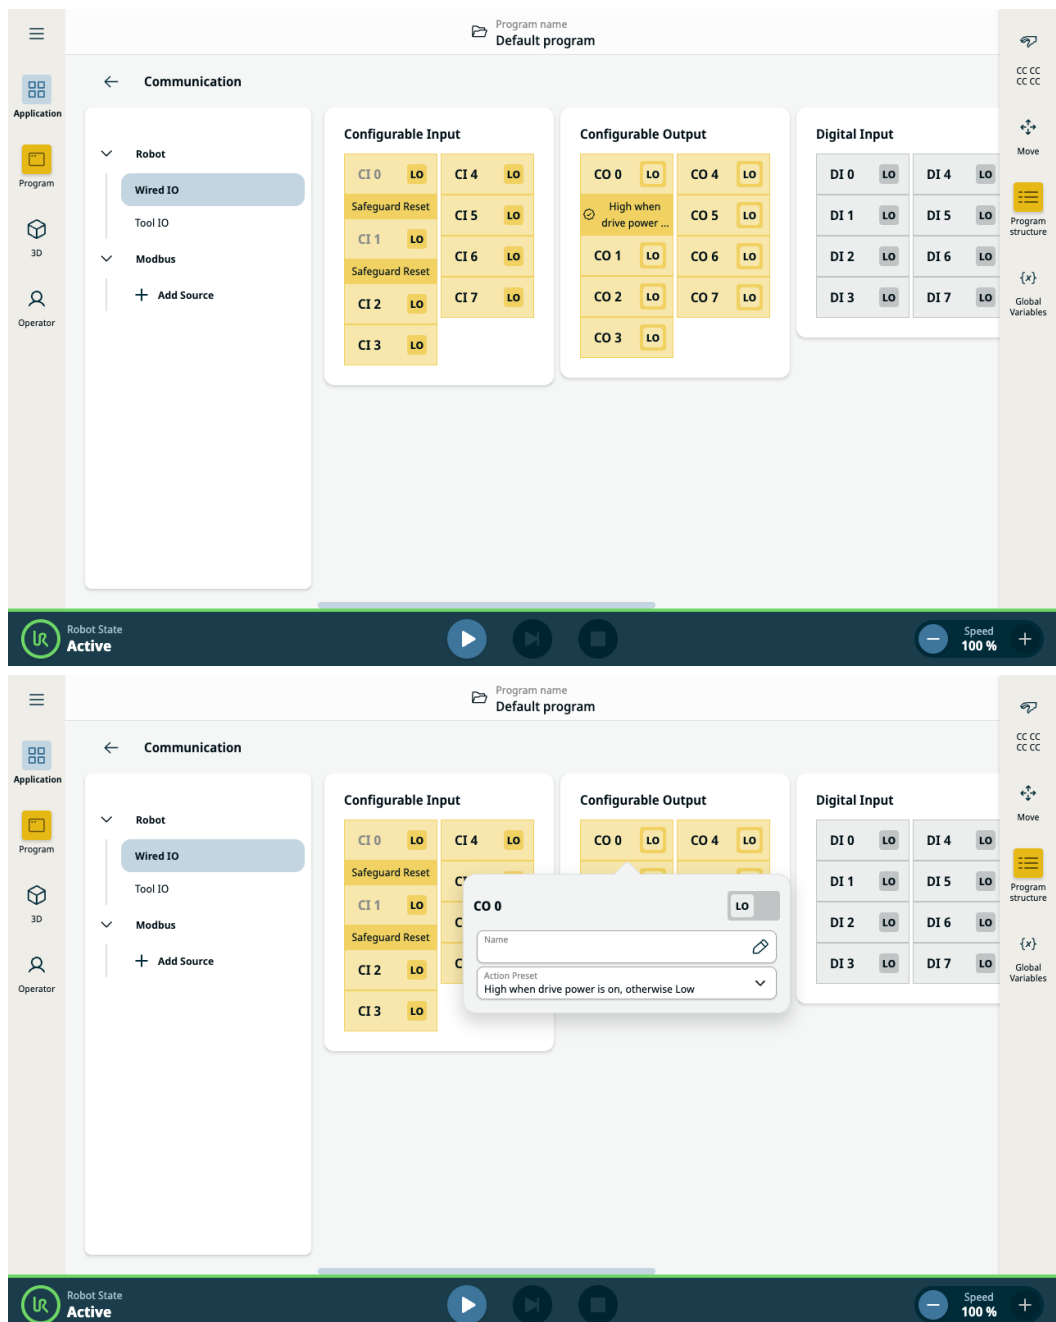 Program name
Default program
Application
Program
3D
Operator
Communication
Robot
Wired IO
Tool IO
Modbus
Add Source
Configurable Input
CI 0 LO CI 4 LO
Safeguard Reset
CI 5 LO
CI 1 LO
CI 6 LO
Safeguard Reset
CI 2 LO
CI 7 LO
CI 3 LO
Configurable Output
CO 0 LO CO 4 LO
High when
drive power ...
CO 5 LO
CO 1 LO CO 6 LO
CO 2 LO CO 7 LO
CO 3 LO
Digital Input
DI 0 LO DI 4 LO
DI 1 LO DI 5 LO
DI 2 LO DI 6 LO
DI 3 LO DI 7 LO
CC CC
CC CC
Move
Program
structure
{x}
Global
Variables
UR
Robot State
Active
Speed
100 %
Program name
Default program
Application
Program
3D
Operator
Communication
Robot
Wired IO
Tool IO
Modbus
Add Source
Configurable Input
CI 0 LO CI 4 LO
Safeguard Reset
CI 1 LO
Safeguard Reset
CI 2 LO
CI 3 LO
Configurable Output
CO 0 LO CO 4 LO
CO 0 LO
Name
Action Preset
High when drive power is on, otherwise Low
Digital Input
DI 0 LO DI 4 LO
DI 1 LO DI 5 LO
DI 2 LO DI 6 LO
DI 3 LO DI 7 LO
CC CC
CC CC
Move
Program
structure
{x}
Global
Variables
UR
Robot State
Active
Speed
100 %